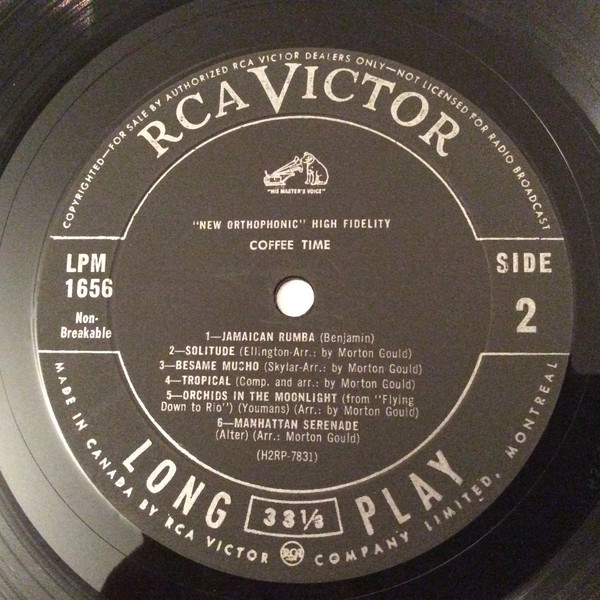 COPYRIGHTED—FOR SALE BY AUTHORIZED RCA VICTOR DEALERS ONLY—NOT LICENSED FOR RADIO BROADCAST
RCA VICTOR
"HIS MASTER'S VOICE"
"NEW ORTHOPHONIC" HIGH FIDELITY
COFFEE TIME
LPM
1656
Non-
Breakable
SIDE
2
1—JAMAICAN RUMBA (Benjamin)
2—SOLITUDE (Ellington-Arr.: by Morton Gould)
3—BESAME MUCHO (Skylar-Arr.: by Morton Gould)
4—TROPICAL (Comp. and arr.: by Morton Gould)
5—ORCHIDS IN THE MOONLIGHT (from "Flying
Down to Rio") (Youmans) (Arr.: by Morton Gould)
6—MANHATTAN SERENADE
(Alter) (Arr.: Morton Gould)
(H2RP-7831)
LONG 33⅓ PLAY
MADE IN CANADA BY RCA VICTOR RCA COMPANY LIMITED, MONTREAL